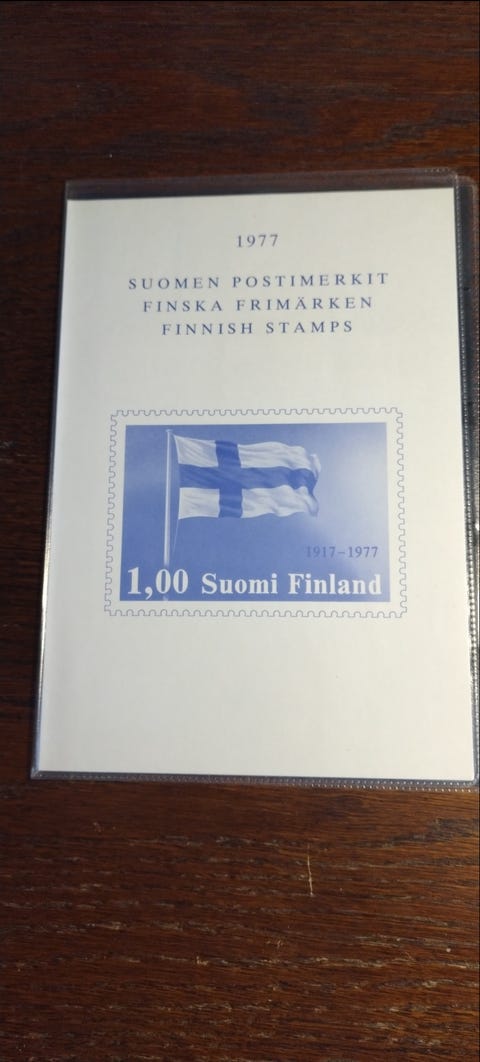 1977
SUOMEN POSTIMERKIT
FINSKA FRIMÄRKEN
FINNISH STAMPS
1917–1977
1,00 Suomi Finland